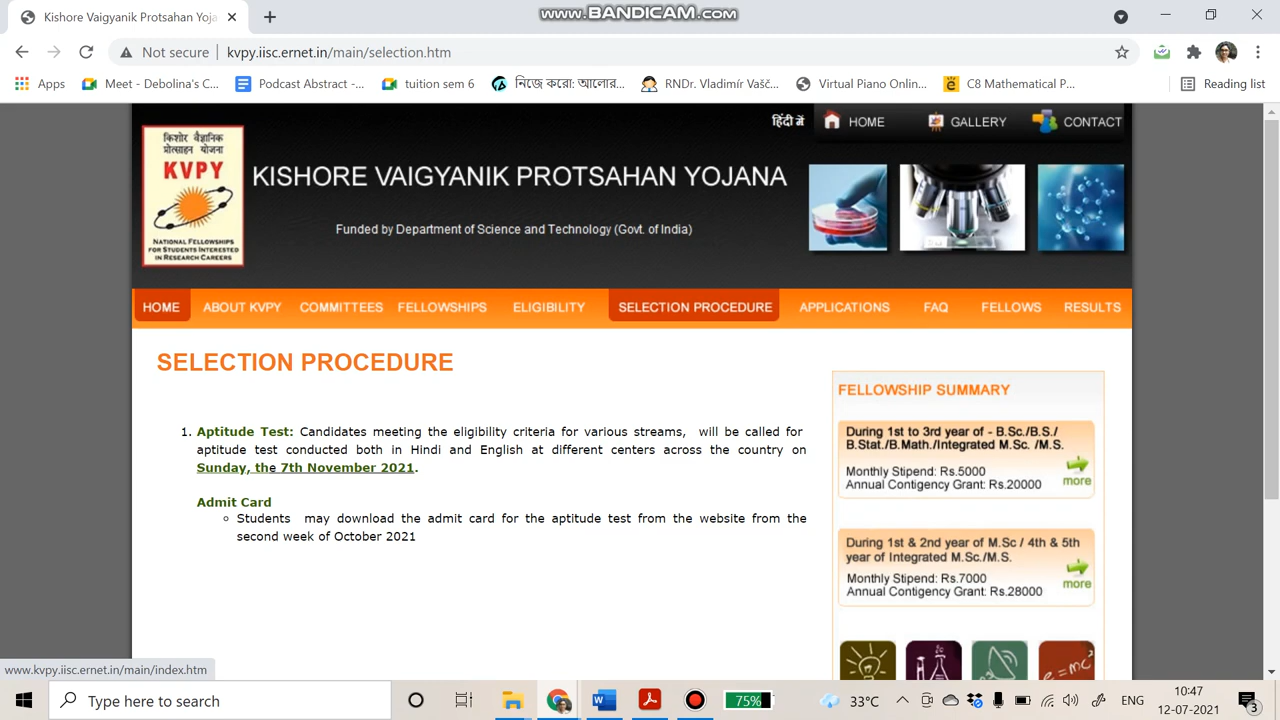 Kishore Vaigyanik Protsahan Yoja
www.BANDICAM.com
Not secure
kvpy.iisc.ernet.in/main/selection.htm
Apps
Meet - Debolina's C...
Podcast Abstract -...
tuition sem 6
নিজে করো: আলোর...
RNDr. Vladimír Vašč...
Virtual Piano Onlin...
C8 Mathematical P...
Reading list
हिंदी में
HOME
GALLERY
CONTACT
किशोर वैज्ञानिक
प्रोत्साहन योजना
KVPY
NATIONAL FELLOWSHIPS
FOR STUDENTS INTERESTED
IN RESEARCH CAREERS
KISHORE VAIGYANIK PROTSAHAN YOJANA
Funded by Department of Science and Technology (Govt. of India)
HOME
ABOUT KVPY
COMMITTEES
FELLOWSHIPS
ELIGIBILITY
SELECTION PROCEDURE
APPLICATIONS
FAQ
FELLOWS
RESULTS
SELECTION PROCEDURE
1. Aptitude Test: Candidates meeting the eligibility criteria for various streams, will be called for
aptitude test conducted both in Hindi and English at different centers across the country on
Sunday, the 7th November 2021.
Admit Card
Students may download the admit card for the aptitude test from the website from the
second week of October 2021
FELLOWSHIP SUMMARY
During 1st to 3rd year of - B.Sc./B.S./
B.Stat./B.Math./Integrated M.Sc. /M.S.
Monthly Stipend: Rs.5000
Annual Contigency Grant: Rs.20000
more
During 1st & 2nd year of M.Sc / 4th & 5th
year of Integrated M.Sc./M.S.
Monthly Stipend: Rs.7000
Annual Contigency Grant: Rs.28000
more
e=mc²
www.kvpy.iisc.ernet.in/main/index.htm
Type here to search
75%
33°C
ENG
10:47
12-07-2021
3